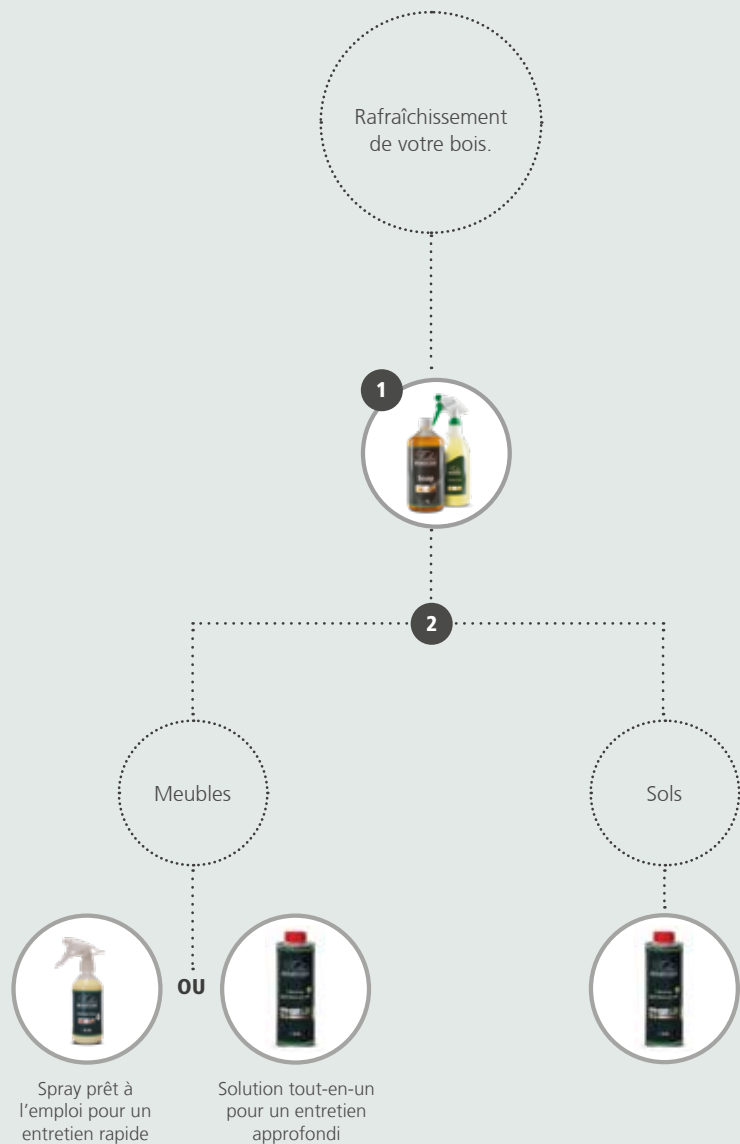 Rafraîchissement
de votre bois.
1
Soap
2
Meubles
Sols
OU
Spray prêt à
l'emploi pour un
entretien rapide
Solution tout-en-un
pour un entretien
approfondi